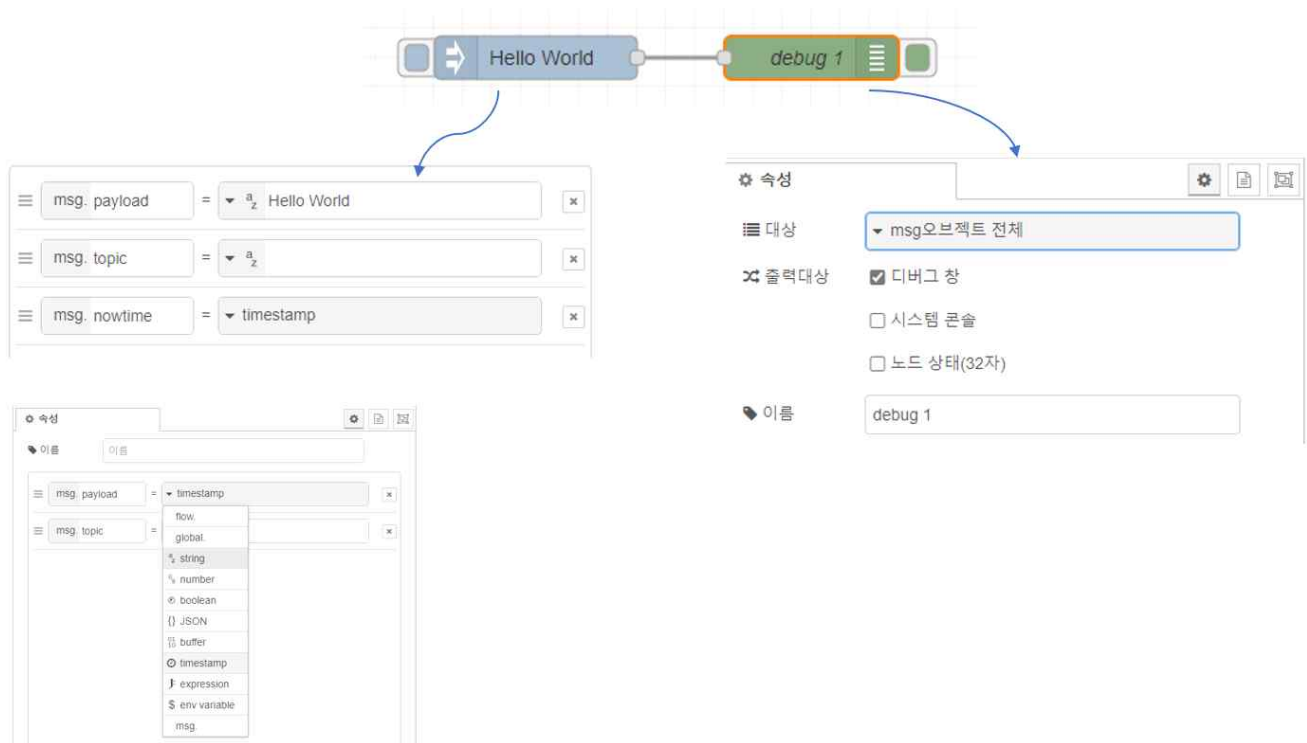 Hello World
debug 1
msg. payload = Hello World
msg. topic =
msg. nowtime = timestamp
속성
대상 msg오브젝트 전체
출력대상 디버그 창
시스템 콘솔
노드 상태(32자)
이름 debug 1
속성
이름 이름
msg. payload = timestamp
msg. topic =
flow.
global.
string
number
boolean
{} JSON
buffer
timestamp
expression
$ env variable
msg.